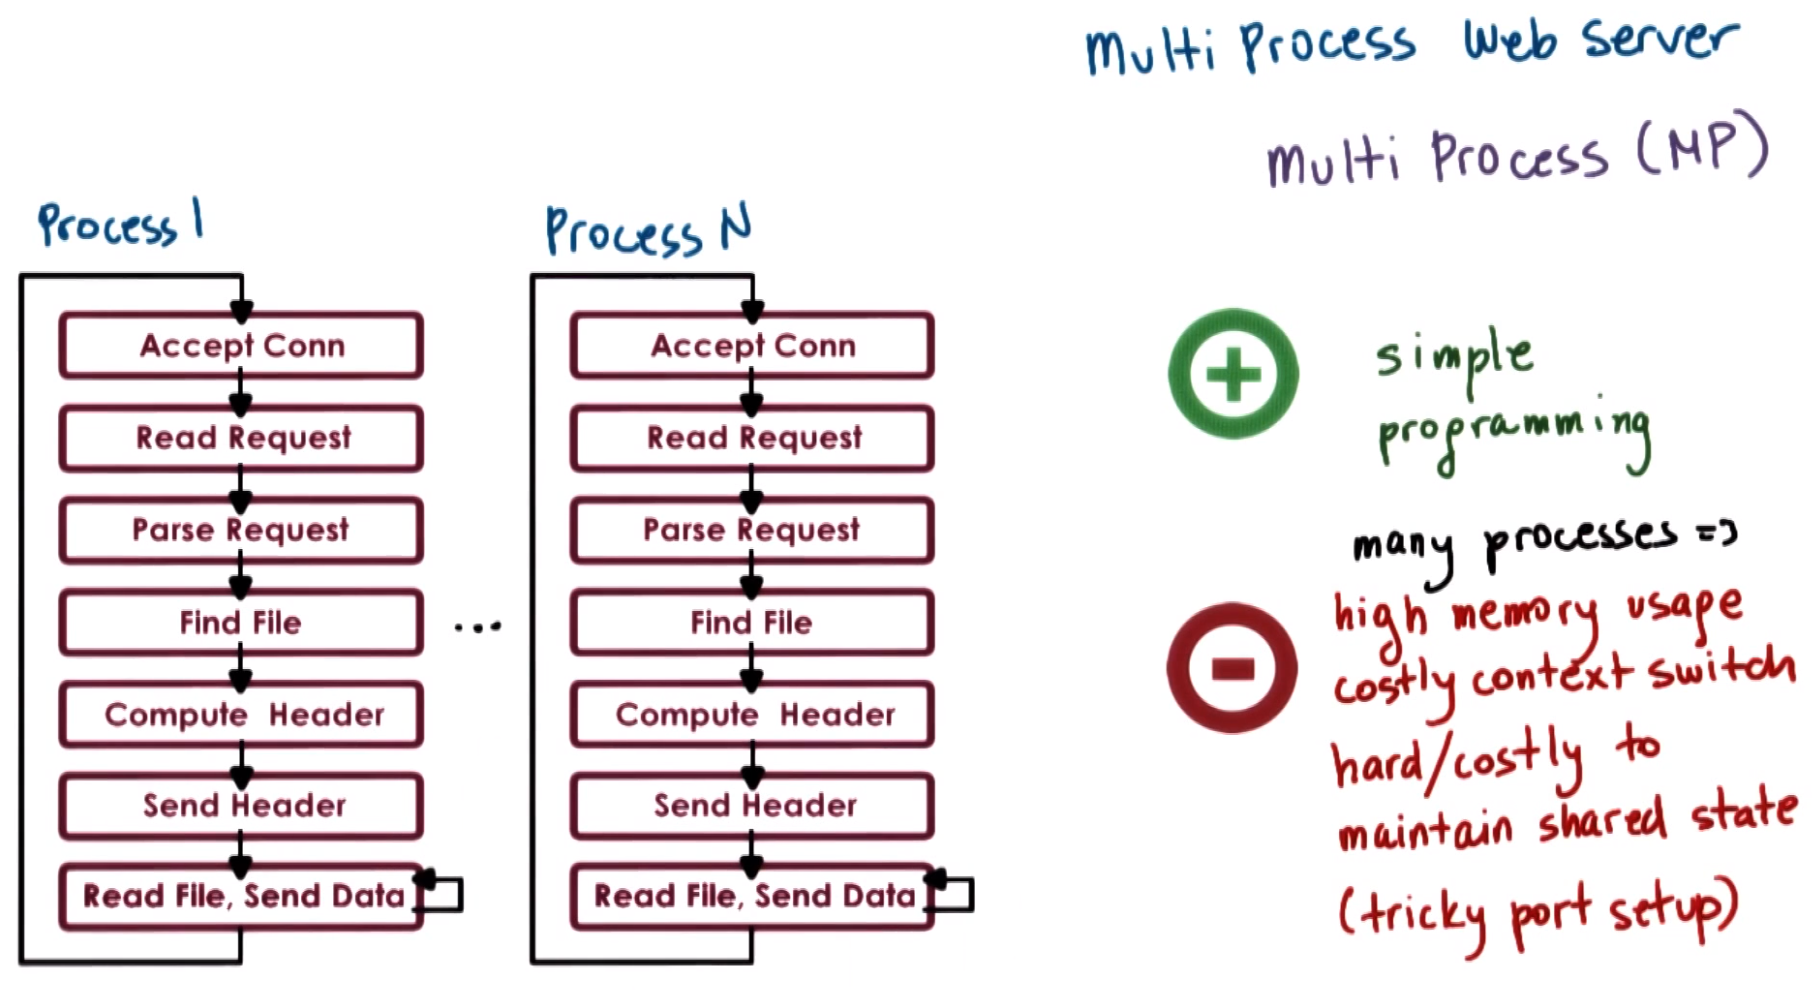 Multi Process Web Server
Multi Process (MP)
Process 1
Accept Conn
Read Request
Parse Request
Find File
Compute Header
Send Header
Read File, Send Data
...
Process N
Accept Conn
Read Request
Parse Request
Find File
Compute Header
Send Header
Read File, Send Data
+
simple
programming
many processes =>
-
high memory usage
costly context switch
hard/costly to
maintain shared state
(tricky port setup)